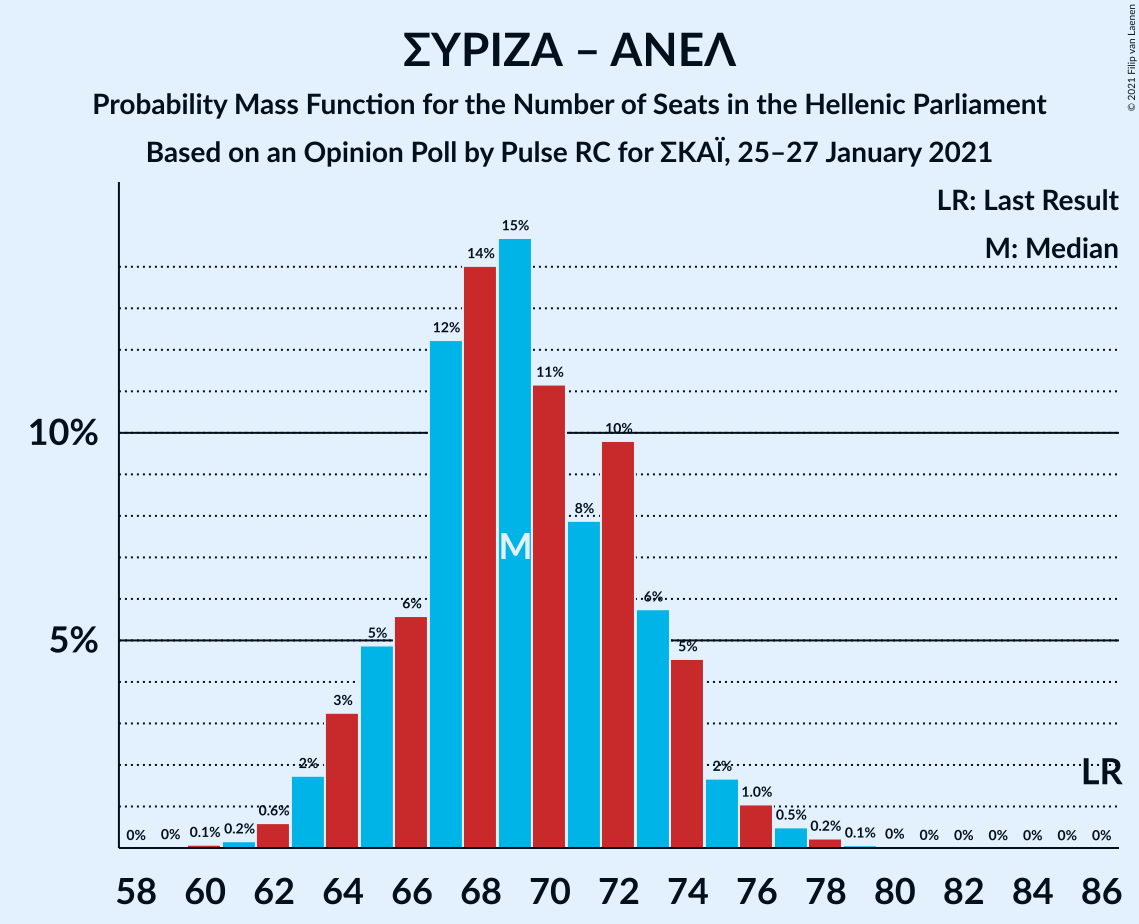 ΣΥΡΙΖΑ – ΑΝΕΛ
Probability Mass Function for the Number of Seats in the Hellenic Parliament
Based on an Opinion Poll by Pulse RC for ΣΚΑΪ, 25–27 January 2021
© 2021 Filip van Laenen
LR: Last Result
M: Median
10%
5%
0% 0% 0.1% 0.2% 0.6% 2% 3% 5% 6% 12% 14% 15% 11% 8% 10% 6% 5% 2% 1.0% 0.5% 0.2% 0.1% 0% 0% 0% 0% 0% 0% 0%
M
LR
58 60 62 64 66 68 70 72 74 76 78 80 82 84 86